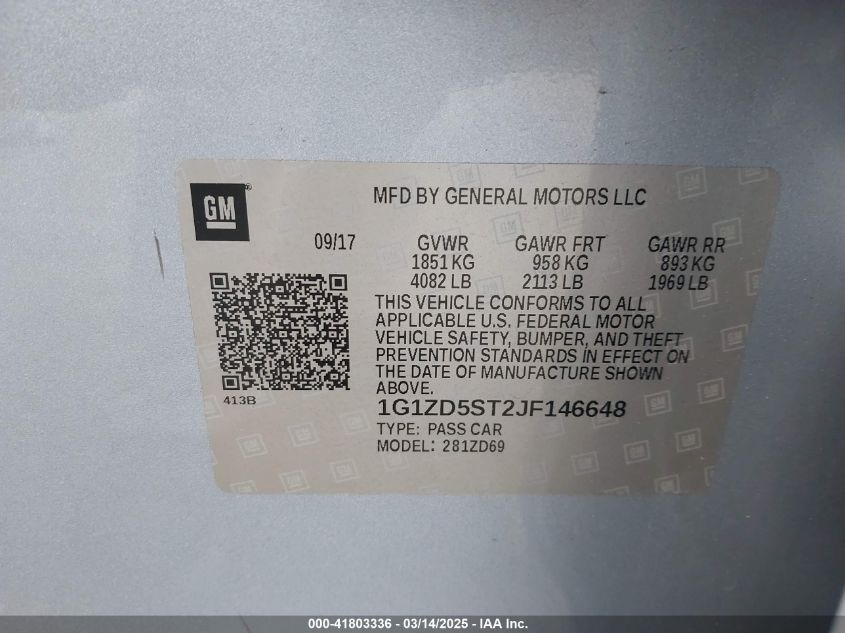 GM®
MFD BY GENERAL MOTORS LLC
09/17 GVWR GAWR FRT GAWR RR
1851 KG 958 KG 893 KG
4082 LB 2113 LB 1969 LB
THIS VEHICLE CONFORMS TO ALL
APPLICABLE U.S. FEDERAL MOTOR
VEHICLE SAFETY, BUMPER, AND THEFT
PREVENTION STANDARDS IN EFFECT ON
THE DATE OF MANUFACTURE SHOWN
ABOVE.
413B
1G1ZD5ST2JF146648
TYPE: PASS CAR
MODEL: 281ZD69
000-41803336 - 03/14/2025 - IAA Inc.